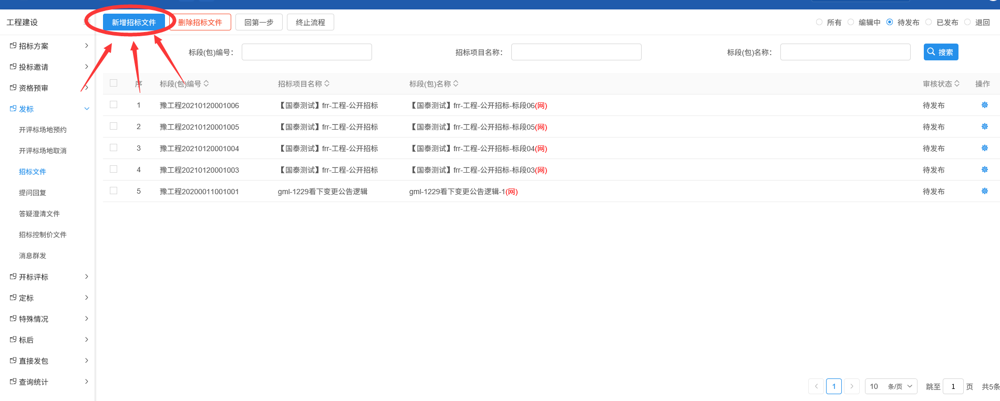 工程建设
新增招标文件 删除招标文件 回第一步 终止流程
所有 编辑中 待发布 已发布 退回
标段(包)编号： 招标项目名称： 标段(包)名称： 搜索
招标方案
投标邀请
资格预审
发标
开评标场地预约
开评标场地取消
招标文件
提问回复
答疑澄清文件
招标控制价文件
消息群发
开标评标
定标
特殊情况
标后
直接发包
查询统计
序 标段(包)编号 招标项目名称 标段(包)名称 审核状态 操作
1 豫工程20210120001006 【国泰测试】frr-工程-公开招标 【国泰测试】frr-工程-公开招标-标段06(网) 待发布
2 豫工程20210120001005 【国泰测试】frr-工程-公开招标 【国泰测试】frr-工程-公开招标-标段05(网) 待发布
3 豫工程20210120001004 【国泰测试】frr-工程-公开招标 【国泰测试】frr-工程-公开招标-标段04(网) 待发布
4 豫工程20210120001003 【国泰测试】frr-工程-公开招标 【国泰测试】frr-工程-公开招标-标段03(网) 待发布
5 豫工程20200011001001 gml-1229看下变更公告逻辑 gml-1229看下变更公告逻辑-1(网) 待发布
1 10 条/页 跳至 1 页 共5条